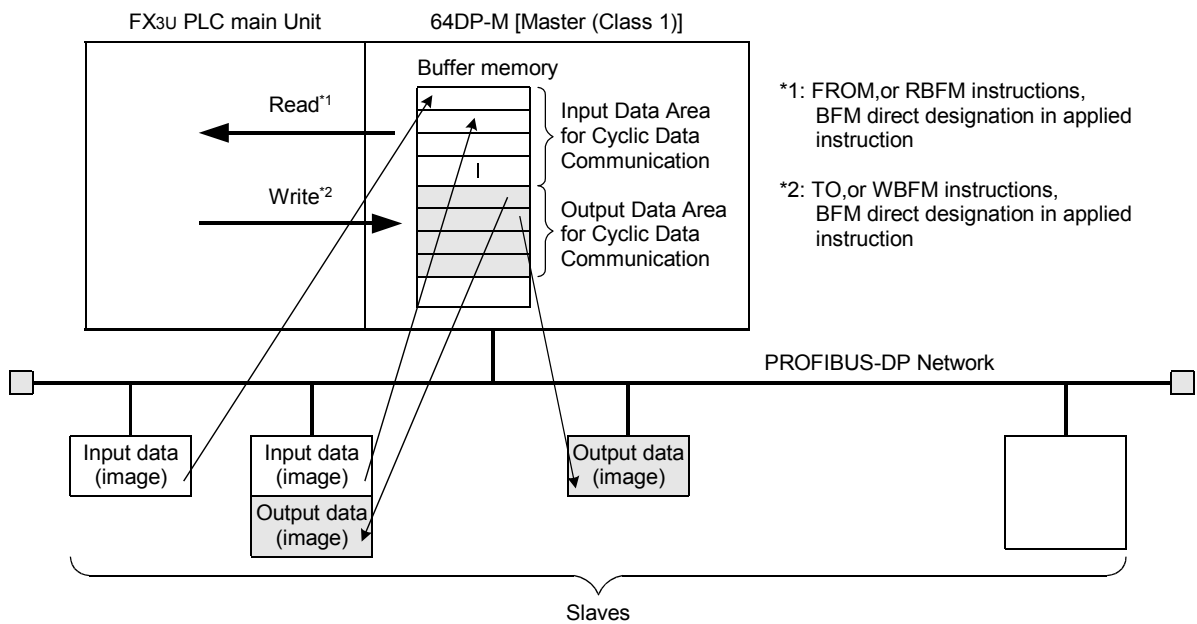 FX3U PLC main Unit
64DP-M [Master (Class 1)]
Buffer memory
Read*1
Write*2
Input Data Area
for Cyclic Data
Communication
Output Data Area
for Cyclic Data
Communication
*1: FROM,or RBFM instructions,
BFM direct designation in applied
instruction
*2: TO,or WBFM instructions,
BFM direct designation in applied
instruction
PROFIBUS-DP Network
Input data
(image)
Input data
(image)
Output data
(image)
Output data
(image)
Slaves